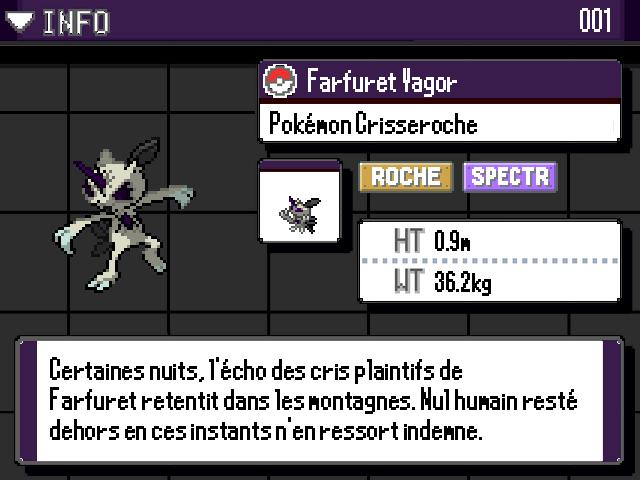 INFO
001
Farfuret Yagor
Pokémon Crisseroche
ROCHE
SPECTR
HT 0.9m
WT 36.2kg
Certaines nuits, l'écho des cris plaintifs de
Farfuret retentit dans les montagnes. Nul humain resté
dehors en ces instants n'en ressort indemne.